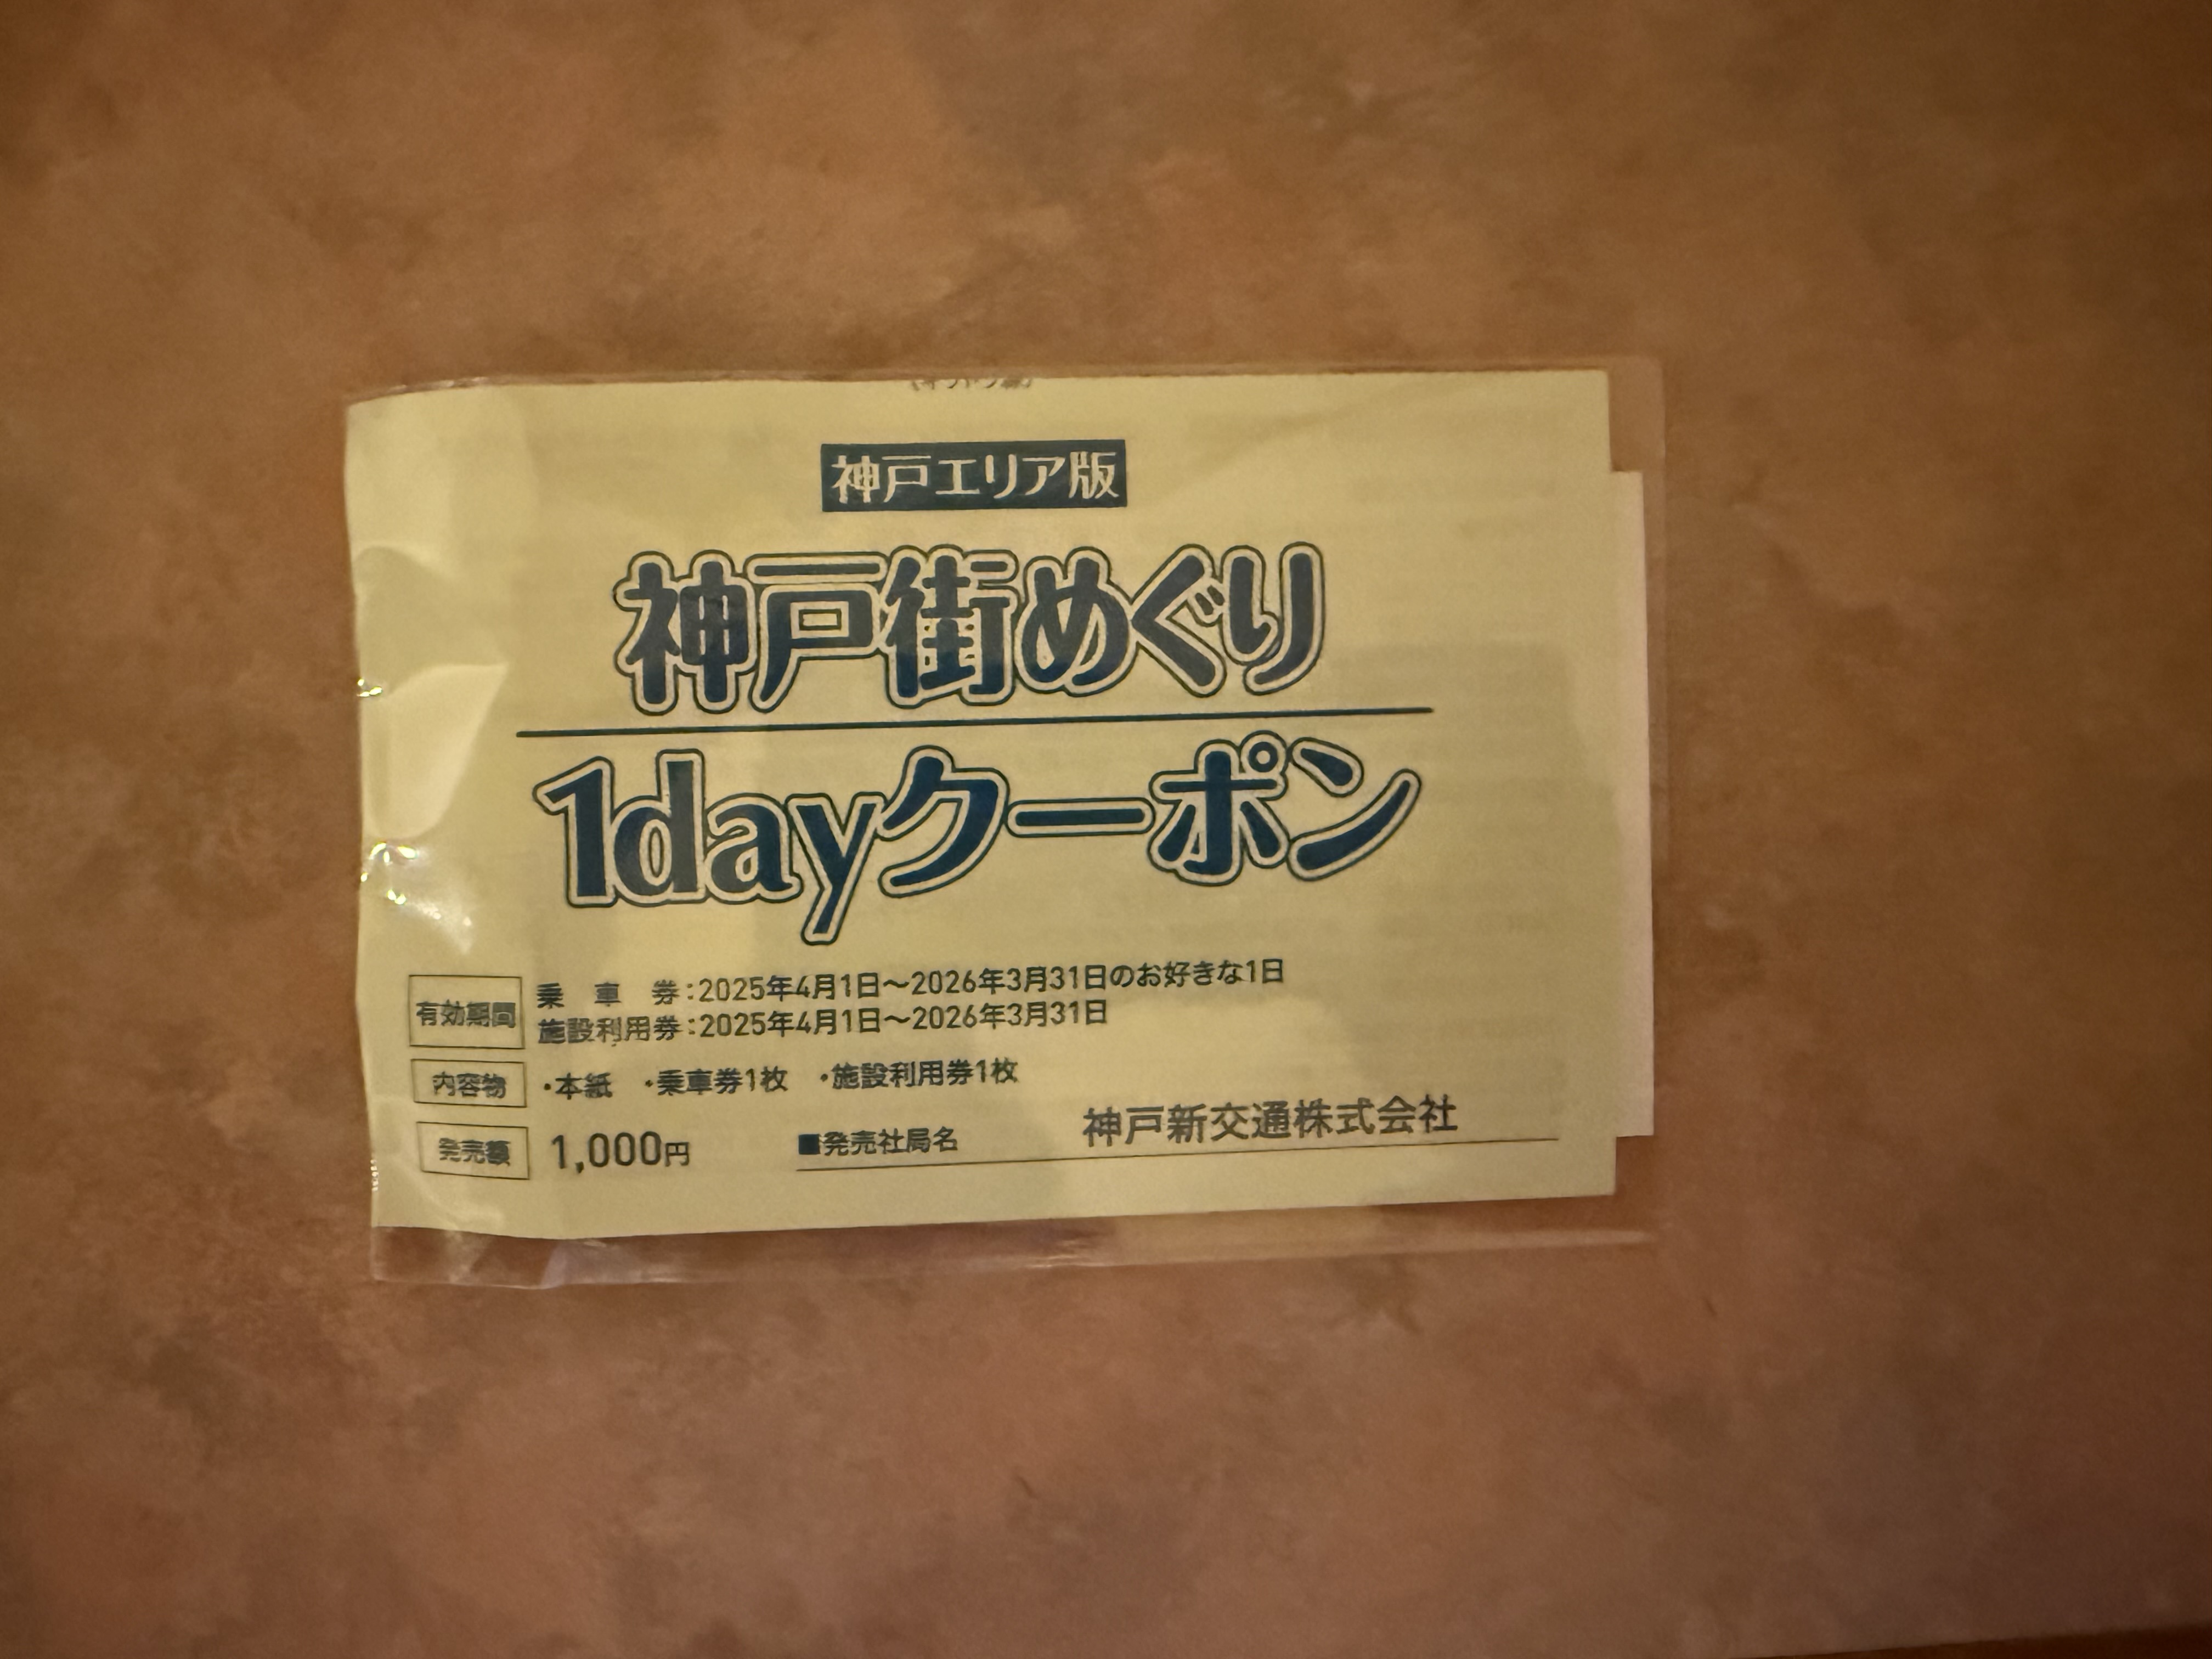 神戸エリア版
神戸街めぐり
1dayクーポン
有効期間 乗車券:2025年4月1日~2026年3月31日のお好きな1日
施設利用券:2025年4月1日~2026年3月31日
内容物 ・本紙 ・乗車券1枚 ・施設利用券1枚
発売額 1,000円 ■発売社局名 神戸新交通株式会社